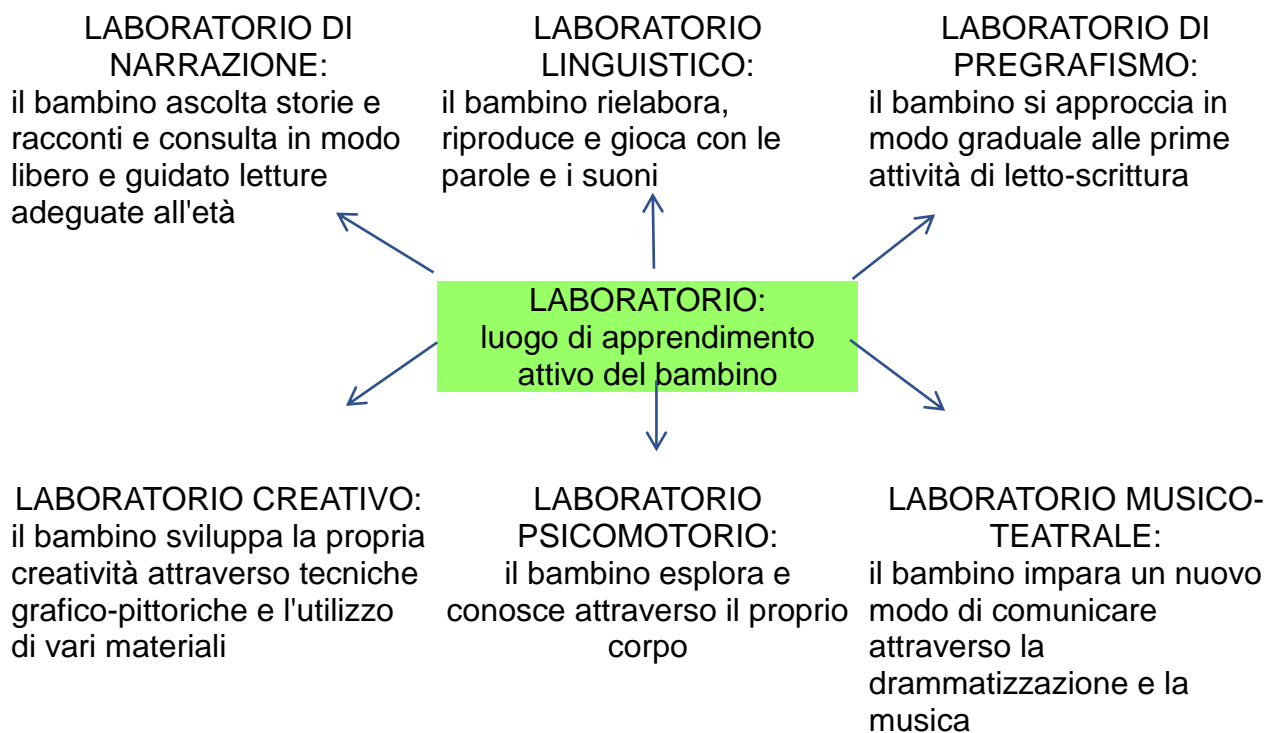 LABORATORIO DI
NARRAZIONE:
il bambino ascolta storie e
racconti e consulta in modo
libero e guidato letture
adeguate all'età
LABORATORIO
LINGUISTICO:
il bambino rielabora,
riproduce e gioca con le
parole e i suoni
LABORATORIO DI
PREGRAFISMO:
il bambino si approccia in
modo graduale alle prime
attività di letto-scrittura
LABORATORIO:
luogo di apprendimento
attivo del bambino
LABORATORIO CREATIVO:
il bambino sviluppa la propria
creatività attraverso tecniche
grafico-pittoriche e l'utilizzo
di vari materiali
LABORATORIO
PSICOMOTORIO:
il bambino esplora e
conosce attraverso il proprio
corpo
LABORATORIO MUSICO-
TEATRALE:
il bambino impara un nuovo
modo di comunicare
attraverso la
drammatizzazione e la
musica